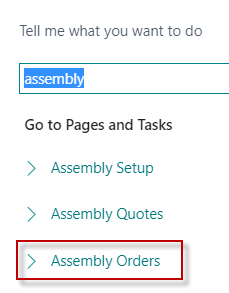 Tell me what you want to do
assembly
Go to Pages and Tasks
Assembly Setup
Assembly Quotes
Assembly Orders